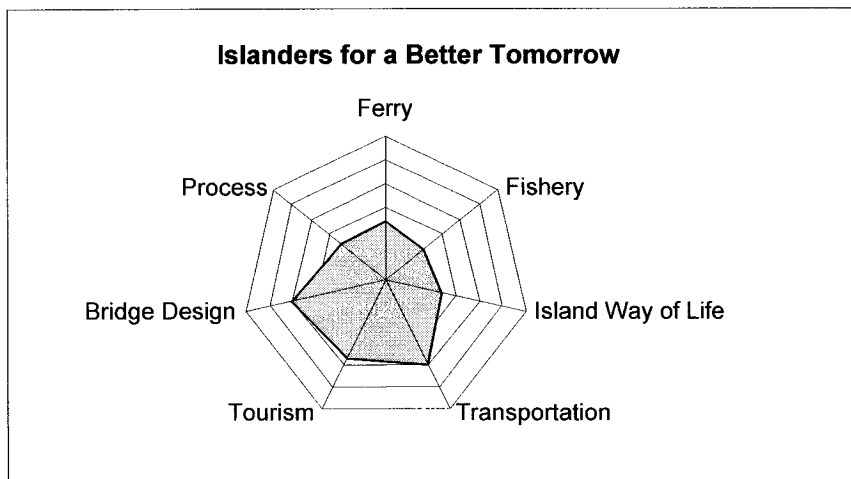 Islanders for a Better Tomorrow
Ferry
Process
Fishery
Bridge Design
Island Way of Life
Tourism
Transportation